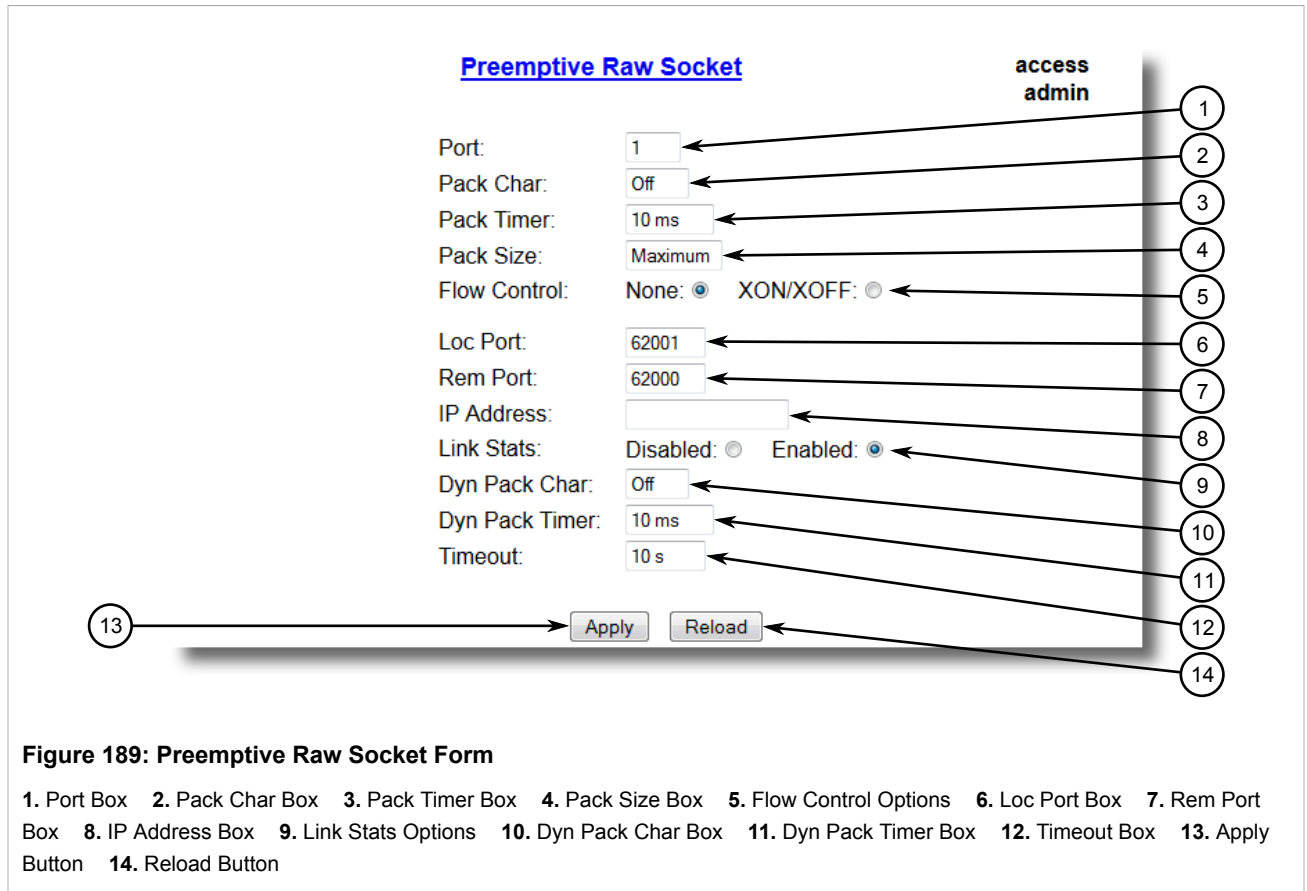 Preemptive Raw Socket
access
admin
1
Port: 1
2
Pack Char: Off
3
Pack Timer: 10 ms
4
Pack Size: Maximum
5
Flow Control: None: XON/XOFF:
6
Loc Port: 62001
7
Rem Port: 62000
8
IP Address:
9
Link Stats: Disabled: Enabled:
10
Dyn Pack Char: Off
11
Dyn Pack Timer: 10 ms
12
Timeout: 10 s
13
Apply Reload
14
Figure 189: Preemptive Raw Socket Form
1. Port Box 2. Pack Char Box 3. Pack Timer Box 4. Pack Size Box 5. Flow Control Options 6. Loc Port Box 7. Rem Port
Box 8. IP Address Box 9. Link Stats Options 10. Dyn Pack Char Box 11. Dyn Pack Timer Box 12. Timeout Box 13. Apply
Button 14. Reload Button